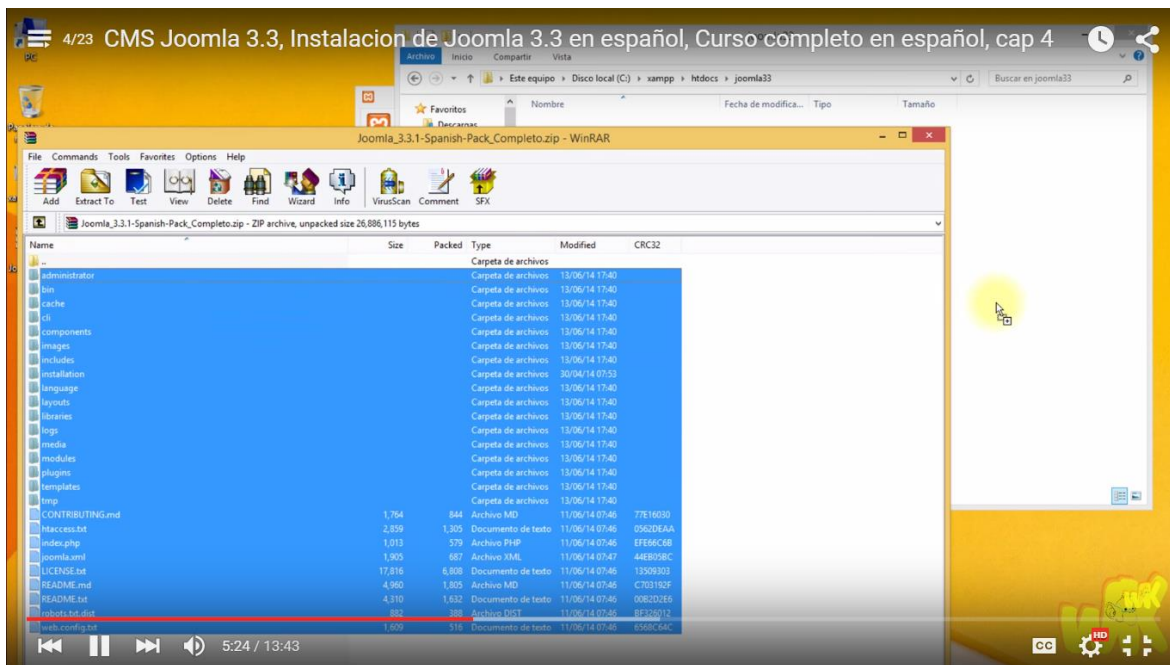 4/23 CMS Joomla 3.3, Instalacion de Joomla 3.3 en español, Curso completo en español, cap 4
Archivo Inicio Compartir Vista
Este equipo Disco local (C:) xampp htdocs joomla33
Buscar en joomla33
Favoritos
Nombre Fecha de modifica... Tipo Tamaño
Descargas
Joomla_3.3.1-Spanish-Pack_Completo.zip - WinRAR
File Commands Tools Favorites Options Help
Add Extract To Test View Delete Find Wizard Info VirusScan Comment SFX
Joomla_3.3.1-Spanish-Pack_Completo.zip - ZIP archive, unpacked size 26,886,115 bytes
Name Size Packed Type Modified CRC32
.. Carpeta de archivos
administrator Carpeta de archivos 13/06/14 17:40
bin Carpeta de archivos 13/06/14 17:40
cache Carpeta de archivos 13/06/14 17:40
cli Carpeta de archivos 13/06/14 17:40
components Carpeta de archivos 13/06/14 17:40
images Carpeta de archivos 13/06/14 17:40
includes Carpeta de archivos 13/06/14 17:40
installation Carpeta de archivos 30/04/14 07:53
language Carpeta de archivos 13/06/14 17:40
layouts Carpeta de archivos 13/06/14 17:40
libraries Carpeta de archivos 13/06/14 17:40
logs Carpeta de archivos 13/06/14 17:40
media Carpeta de archivos 13/06/14 17:40
modules Carpeta de archivos 13/06/14 17:40
plugins Carpeta de archivos 13/06/14 17:40
templates Carpeta de archivos 13/06/14 17:40
tmp Carpeta de archivos 13/06/14 17:40
CONTRIBUTING.md 1,764 844 Archivo MD 11/06/14 07:46 77E16030
htaccess.txt 2,859 1,305 Documento de texto 11/06/14 07:46 0562DEAA
index.php 1,013 579 Archivo PHP 11/06/14 07:46 EFE66C6B
joomla.xml 1,905 687 Archivo XML 11/06/14 07:47 44EB05BC
LICENSE.txt 17,816 6,808 Documento de texto 11/06/14 07:46 13509303
README.md 4,960 1,805 Archivo MD 11/06/14 07:46 C703192F
README.txt 4,310 1,632 Documento de texto 11/06/14 07:46 00B2D2E6
robots.txt.dist 882 388 Archivo DIST 11/06/14 07:46 BF326012
web.config.txt 1,609 516 Documento de texto 11/06/14 07:46 6568C64C
5:24 / 13:43
CC
HD